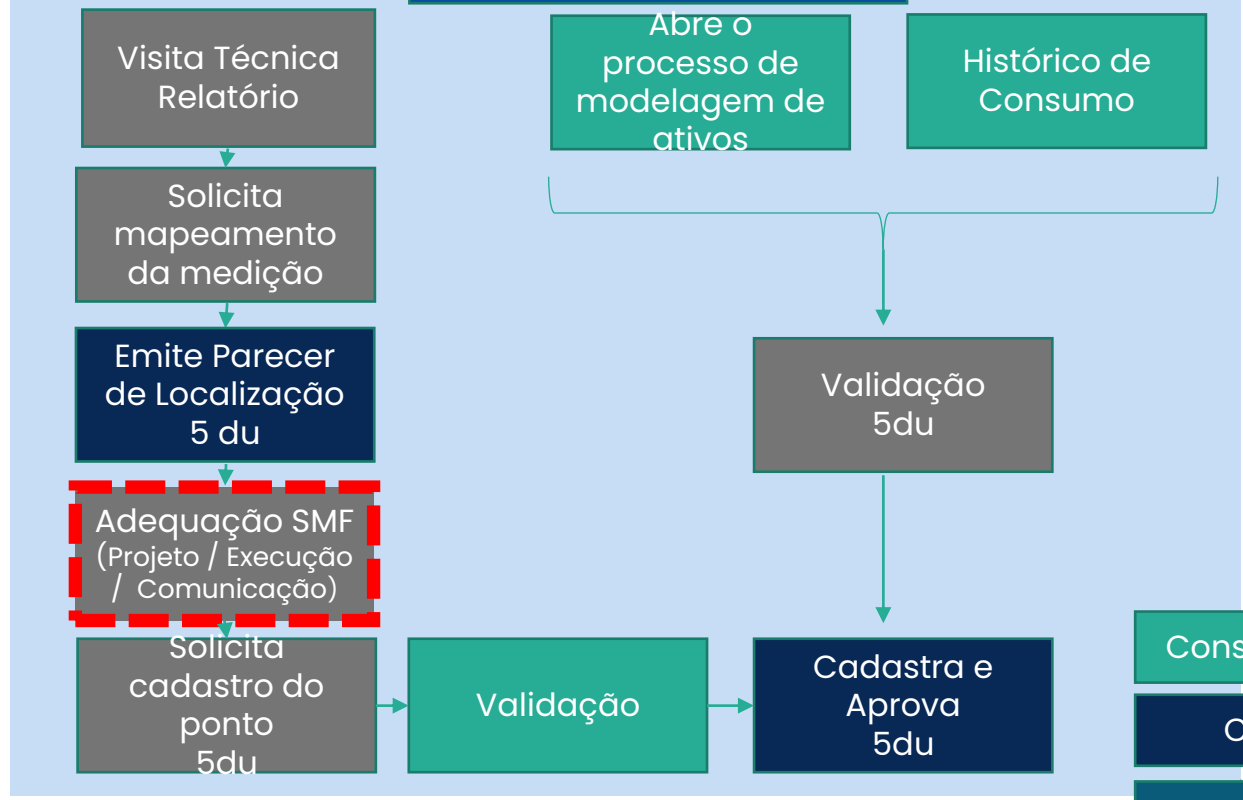 Visita Técnica
Relatório
Solicita
mapeamento
da medição
Emite Parecer
de Localização
5 du
Adequação SMF
(Projeto / Execução
/ Comunicação)
Solicita
cadastro do
ponto
5du
Validação
Abre o
processo de
modelagem de
ativos
Histórico de
Consumo
Validação
5du
Cadastra e
Aprova
5du